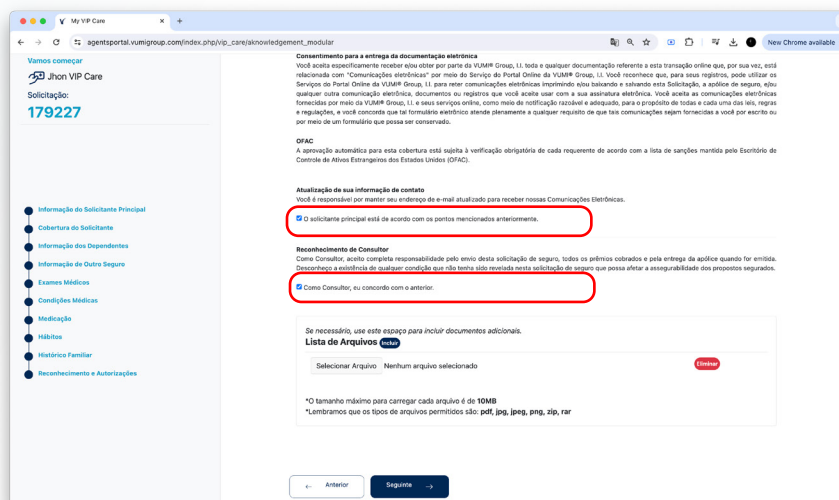 My VIP Care
agentsportal.vumigroup.com/index.php/vip_care/aknowledgement_modular
New Chrome available
Vamos começar
Jhon VIP Care
Solicitação:
179227
Informação do Solicitante Principal
Cobertura do Solicitante
Informação dos Dependentes
Informação de Outro Seguro
Exames Médicos
Condições Médicas
Medicação
Hábitos
Histórico Familiar
Reconhecimento e Autorizações
Consentimento para a entrega da documentação eletrônica
Você aceita especificamente receber e/ou obter por parte da VUMI® Group, I.I. toda e qualquer documentação referente a esta transação online que, por sua vez, está
relacionada com "Comunicações eletrônicas" por meio do Serviço do Portal Online da VUMI® Group, I.I. Você reconhece que, para seus registros, pode utilizar os
Serviços do Portal Online da VUMI® Group, I.I. para reter comunicações eletrônicas imprimindo e/ou baixando e salvando esta Solicitação, a apólice de seguro, e/ou
qualquer outra comunicação eletrônica, documentos ou registros que você aceite usar com a sua assinatura eletrônica. Você aceita as comunicações eletrônicas
fornecidas por meio da VUMI® Group, I.I. e seus serviços online, como meio de notificação razoável e adequado, para o propósito de todas e cada uma das leis, regras
e regulações, e você concorda que tal formulário eletrônico atende plenamente a qualquer requisito de que tais comunicações sejam fornecidas a você por escrito ou
por meio de um formulário que possa ser conservado.
OFAC
A aprovação automática para esta cobertura está sujeita à verificação obrigatória de cada requerente de acordo com a lista de sanções mantida pelo Escritório de
Controle de Ativos Estrangeiros dos Estados Unidos (OFAC).
Atualização de sua informação de contato
Você é responsável por manter seu endereço de e-mail atualizado para receber nossas Comunicações Eletrônicas.
O solicitante principal está de acordo com os pontos mencionados anteriormente.
Reconhecimento de Consultor
Como Consultor, aceito completa responsabilidade pelo envio desta solicitação de seguro, todos os prêmios cobrados e pela entrega da apólice quando for emitida.
Desconheço a existência de qualquer condição que não tenha sido revelada nesta solicitação de seguro que possa afetar a assegurabilidade dos propostos segurados.
Como Consultor, eu concordo com o anterior.
Se necessário, use este espaço para incluir documentos adicionais.
Lista de Arquivos Incluir
Selecionar Arquivo Nenhum arquivo selecionado
Eliminar
*O tamanho máximo para carregar cada arquivo é de 10MB
*Lembramos que os tipos de arquivos permitidos são: pdf, jpg, jpeg, png, zip, rar
← Anterior
Seguinte →